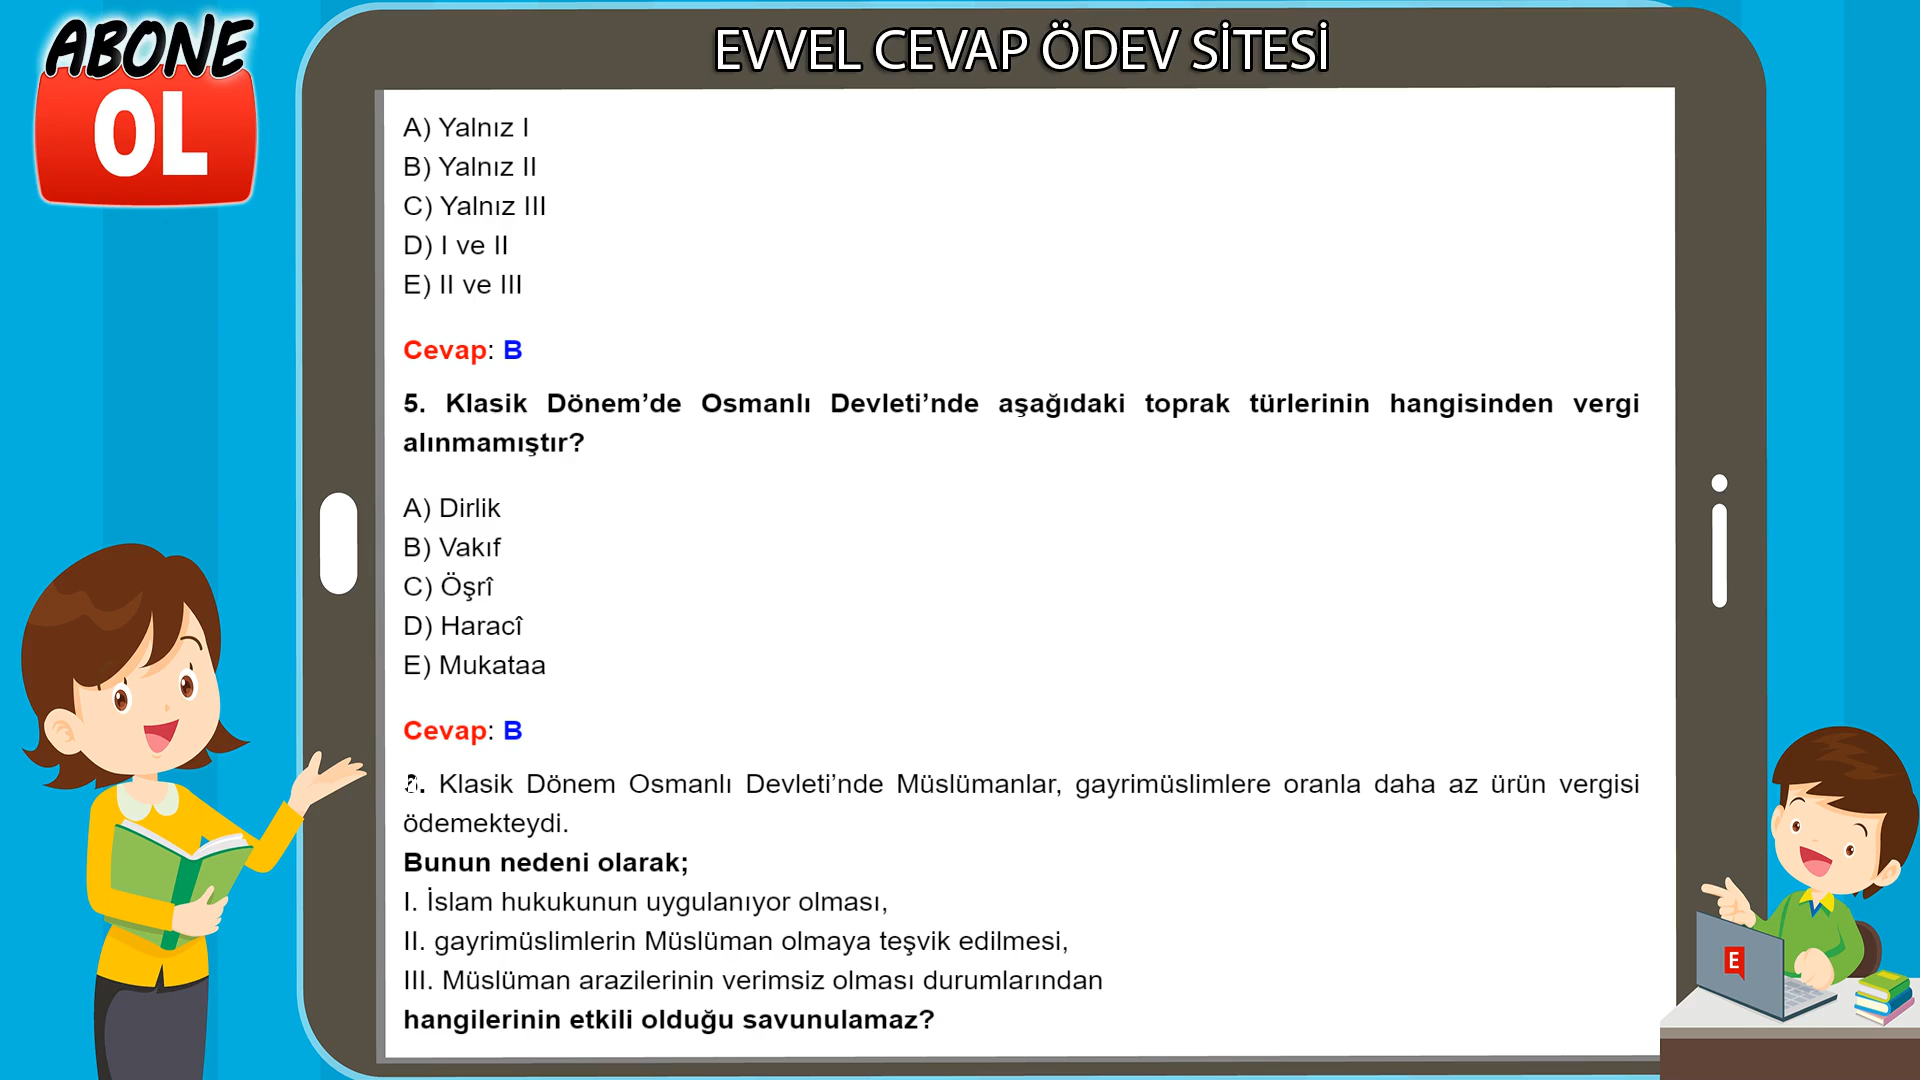 ABONE
OL
EVVEL CEVAP ÖDEV SİTESİ
A) Yalnız I
B) Yalnız II
C) Yalnız III
D) I ve II
E) II ve III
Cevap: B
5. Klasik Dönem’de Osmanlı Devleti’nde aşağıdaki toprak türlerinin hangisinden vergi
alınmamıştır?
A) Dirlik
B) Vakıf
C) Öşrî
D) Haracî
E) Mukataa
Cevap: B
Klasik Dönem Osmanlı Devleti’nde Müslümanlar, gayrimüslimlere oranla daha az ürün vergisi
ödemekteydi.
Bunun nedeni olarak;
I. İslam hukukunun uygulanıyor olması,
II. gayrimüslimlerin Müslüman olmaya teşvik edilmesi,
III. Müslüman arazilerinin verimsiz olması durumlarından
hangilerinin etkili olduğu savunulamaz?
E